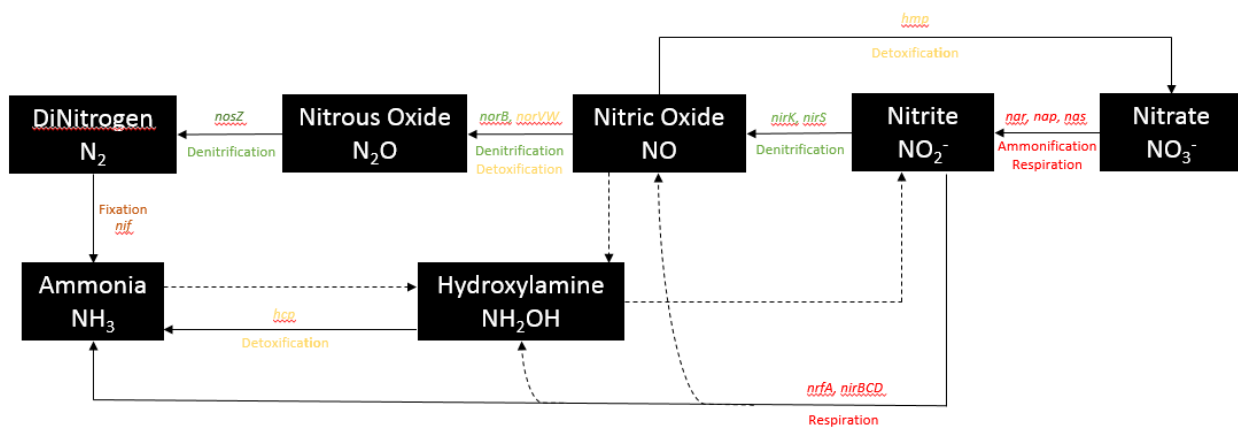 hmp
Detoxification
DiNitrogen
N₂
nosZ
Denitrification
Nitrous Oxide
N₂O
norB, norVW
Denitrification
Detoxification
Nitric Oxide
NO
nirK, nirS
Denitrification
Nitrite
NO₂⁻
nar, nap, nas
Ammonification
Respiration
Nitrate
NO₃⁻
Fixation
nif
Ammonia
NH₃
hcp
Detoxification
Hydroxylamine
NH₂OH
nrfA, nirBCD
Respiration